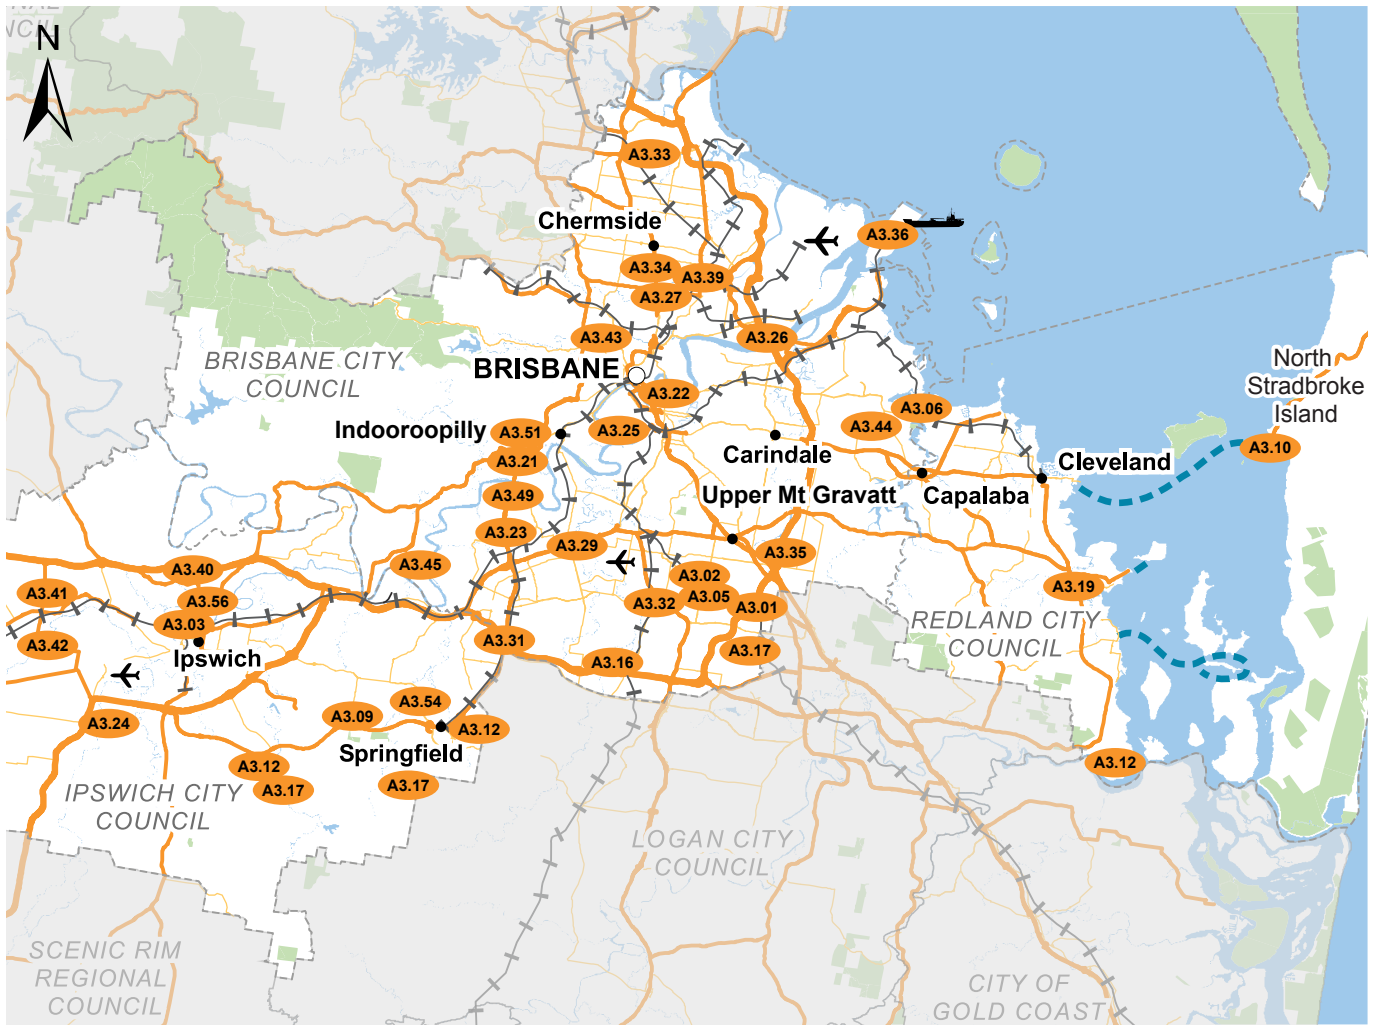 NAL
NCIL
N
A3.33
Chermside
A3.36
A3.34
A3.39
A3.27
A3.43
A3.26
BRISBANE CITY
COUNCIL
BRISBANE
North
Stradbroke
Island
A3.22
A3.06
A3.44
A3.25
A3.51
Indooroopilly
A3.10
Carindale
Cleveland
A3.21
Upper Mt Gravatt
Capalaba
A3.49
A3.23
A3.29
A3.35
A3.40
A3.45
A3.02
A3.19
A3.41
A3.56
A3.05
A3.32
A3.01
A3.03
REDLAND CITY
COUNCIL
A3.42
A3.31
Ipswich
A3.17
A3.16
A3.54
A3.09
A3.24
A3.12
Springfield
A3.12
A3.12
A3.17
A3.17
IPSWICH CITY
COUNCIL
LOGAN CITY
COUNCIL
SCENIC RIM
REGIONAL
COUNCIL
CITY OF
GOLD COAST